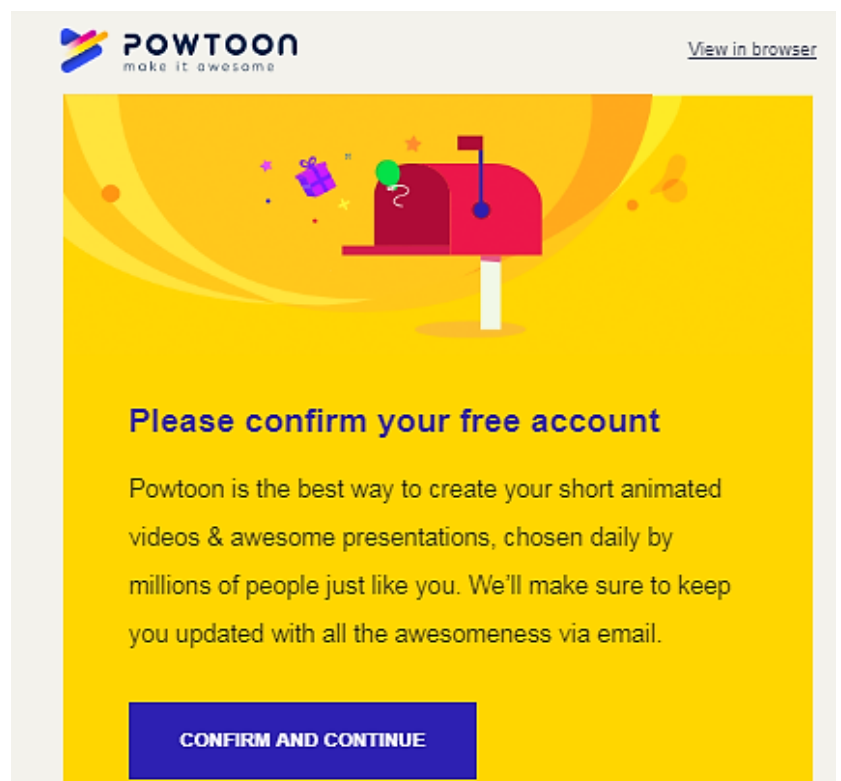 POWTOON
make it awesome
View in browser
Please confirm your free account
Powtoon is the best way to create your short animated
videos & awesome presentations, chosen daily by
millions of people just like you. We'll make sure to keep
you updated with all the awesomeness via email.
CONFIRM AND CONTINUE